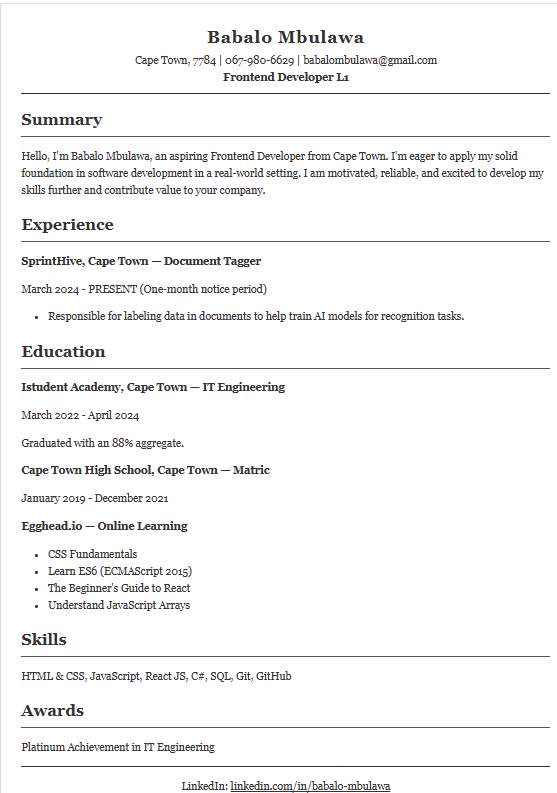 Babalo Mbulawa
Cape Town, 7784 | 067-980-6629 | babalombulawa@gmail.com
Frontend Developer L1
Summary
Hello, I'm Babalo Mbulawa, an aspiring Frontend Developer from Cape Town. I'm eager to apply my solid
foundation in software development in a real-world setting. I am motivated, reliable, and excited to develop my
skills further and contribute value to your company.
Experience
SprintHive, Cape Town — Document Tagger
March 2024 - PRESENT (One-month notice period)
• Responsible for labeling data in documents to help train AI models for recognition tasks.
Education
Istudent Academy, Cape Town — IT Engineering
March 2022 - April 2024
Graduated with an 88% aggregate.
Cape Town High School, Cape Town — Matric
January 2019 - December 2021
Egghead.io — Online Learning
• CSS Fundamentals
• Learn ES6 (ECMAScript 2015)
• The Beginner's Guide to React
• Understand JavaScript Arrays
Skills
HTML & CSS, JavaScript, React JS, C#, SQL, Git, GitHub
Awards
Platinum Achievement in IT Engineering
LinkedIn: linkedin.com/in/babalo-mbulawa